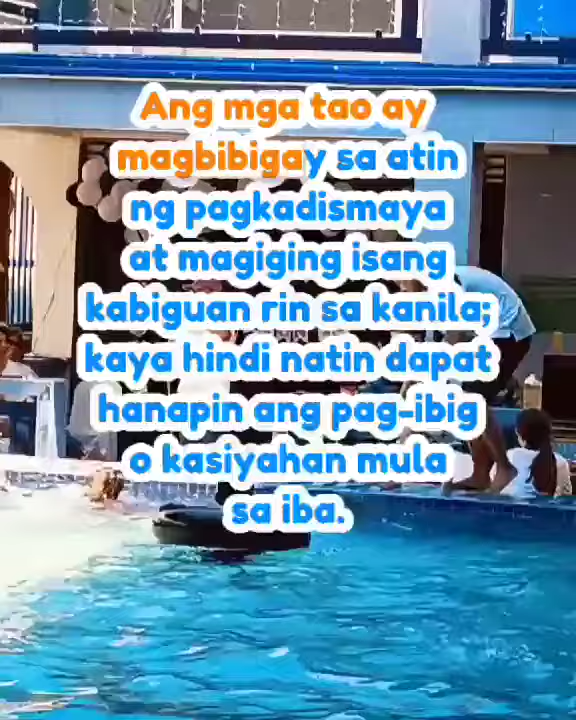 Ang mga tao ay
magbibigay sa atin
ng pagkadismaya
at magiging isang
kabiguan rin sa kanila;
kaya hindi natin dapat
hanapin ang pag-ibig
o kasiyahan mula
sa iba.